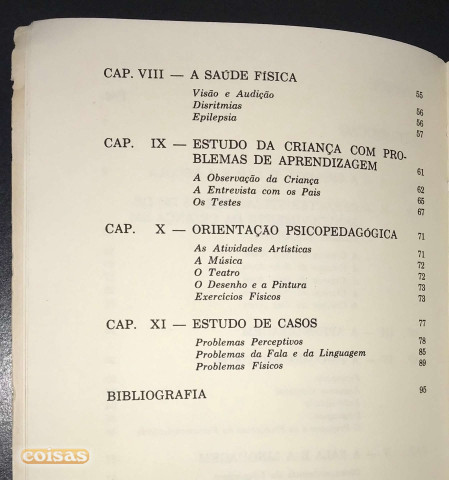 CAP. VIII — A SAÚDE FÍSICA 55
Visão e Audição 56
Disritmias 56
Epilepsia 57
CAP. IX — ESTUDO DA CRIANÇA COM PRO-
BLEMAS DE APRENDIZAGEM 61
A Observação da Criança 62
A Entrevista com os Pais 65
Os Testes 67
CAP. X — ORIENTAÇÃO PSICOPEDAGÓGICA 71
As Atividades Artísticas 71
A Música 72
O Teatro 72
O Desenho e a Pintura 73
Exercícios Físicos 73
CAP. XI — ESTUDO DE CASOS 77
Problemas Perceptivos 78
Problemas da Fala e da Linguagem 85
Problemas Físicos 89
BIBLIOGRAFIA 95
coisas